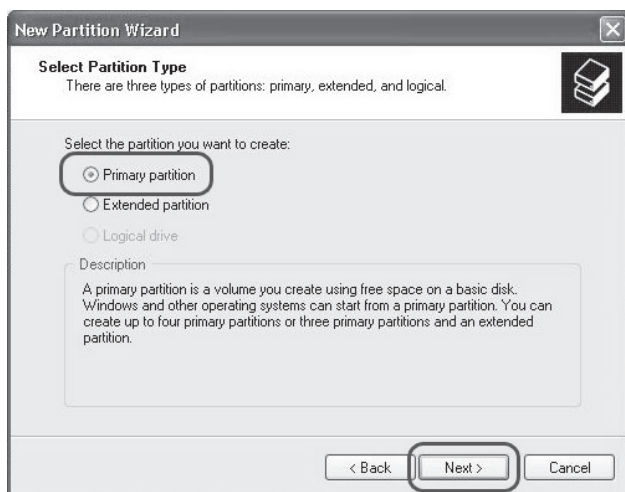 New Partition Wizard
Select Partition Type
There are three types of partitions: primary, extended, and logical.
Select the partition you want to create:
Primary partition
Extended partition
Logical drive
Description
A primary partition is a volume you create using free space on a basic disk.
Windows and other operating systems can start from a primary partition. You can
create up to four primary partitions or three primary partitions and an extended
partition.
< Back
Next >
Cancel